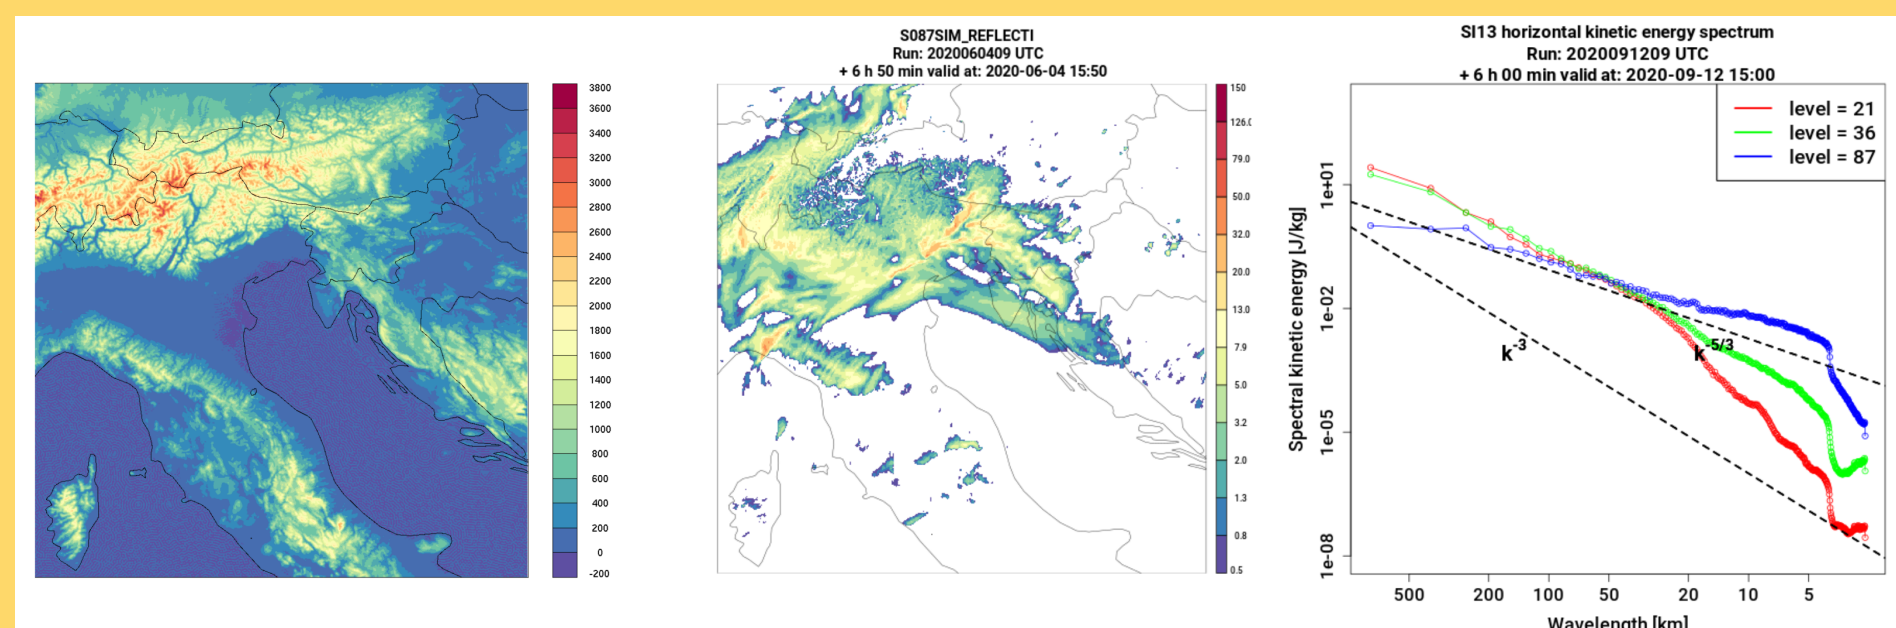 3800
3600
3400
3200
3000
2800
2600
2400
2200
2000
1800
1600
1400
1200
1000
800
600
400
200
0
-200
S087SIM_REFLECTI
Run: 2020060409 UTC
+ 6 h 50 min valid at: 2020-06-04 15:50
150
126.0
79.0
50.0
32.0
20.0
13.0
7.9
5.0
3.2
2.0
1.3
0.8
0.5
SI13 horizontal kinetic energy spectrum
Run: 2020091209 UTC
+ 6 h 00 min valid at: 2020-09-12 15:00
level = 21
level = 36
level = 87
Spectral kinetic energy [J/kg]
1e+01
1e-02
1e-05
1e-08
k-3
k-5/3
500 200 100 50 20 10 5
Wavelength [km]